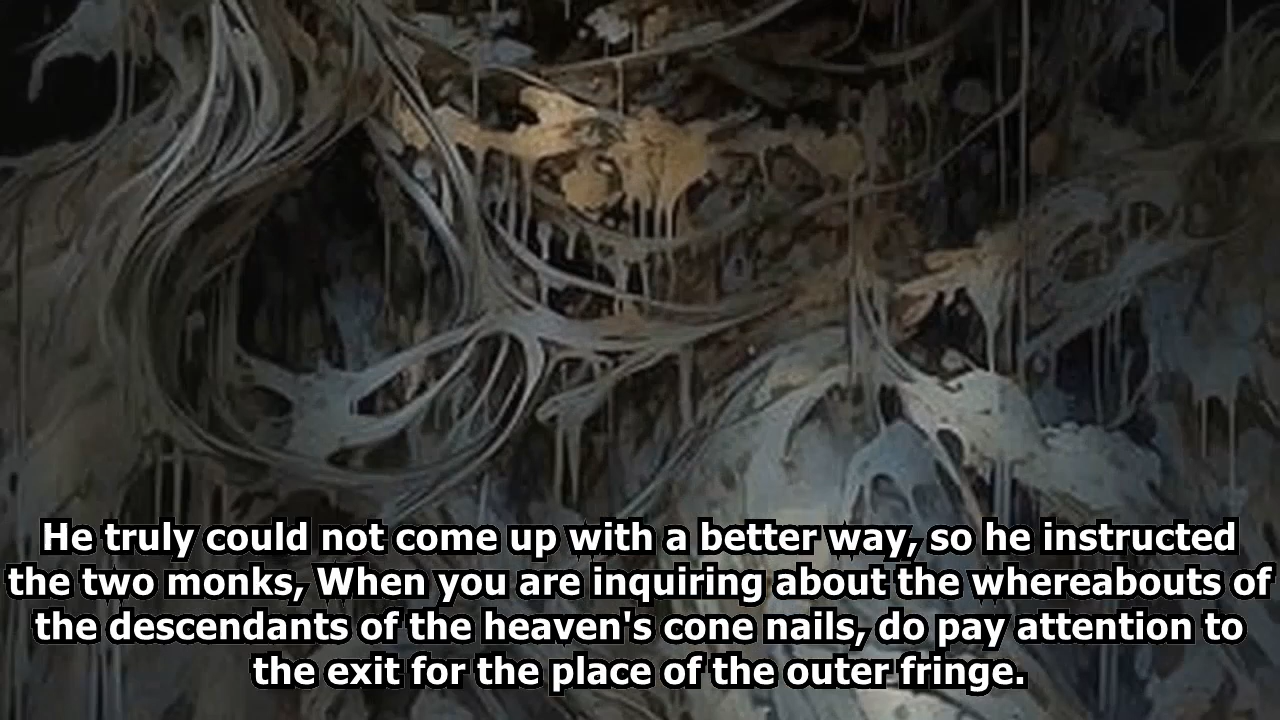 He truly could not come up with a better way, so he instructed
the two monks, When you are inquiring about the whereabouts of
the descendants of the heaven's cone nails, do pay attention to
the exit for the place of the outer fringe.